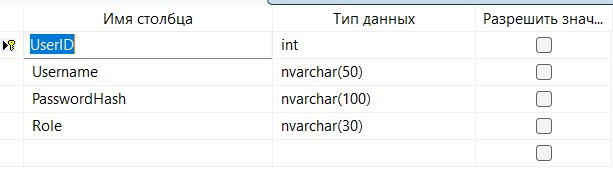 Имя столбца Тип данных Разрешить знач...
UserID int
Username nvarchar(50)
PasswordHash nvarchar(100)
Role nvarchar(30)